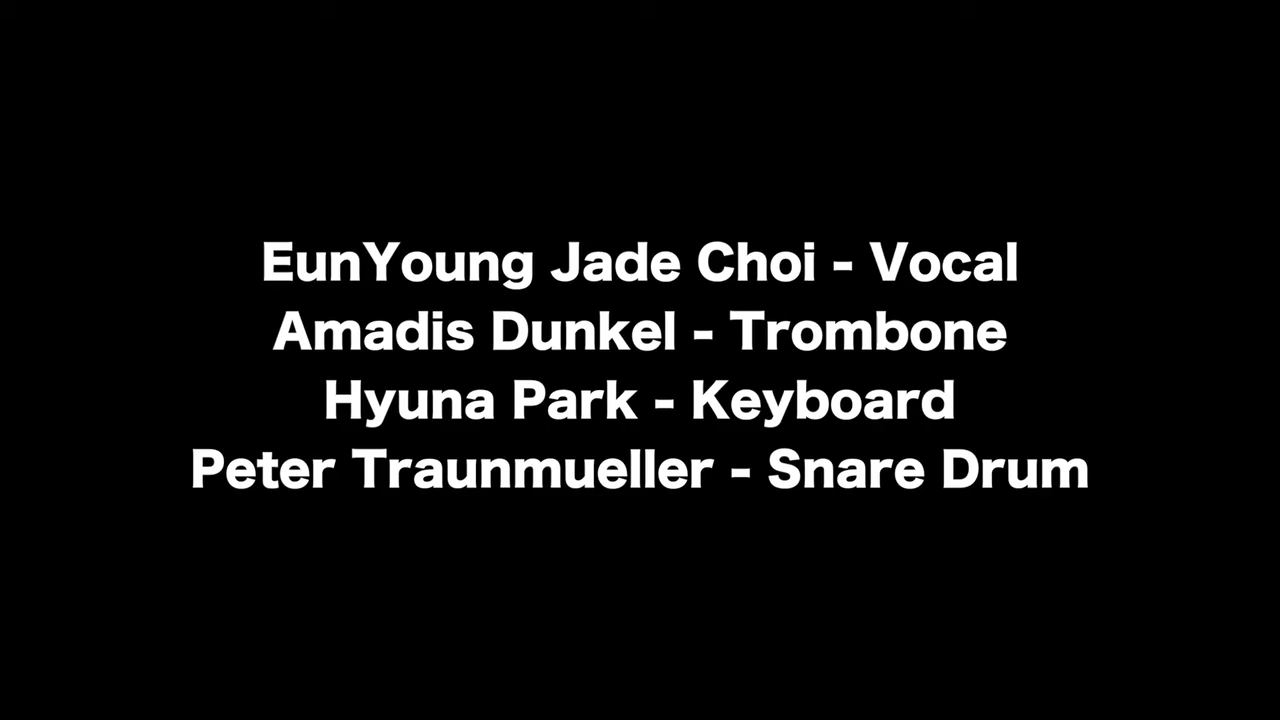 EunYoung Jade Choi - Vocal
Amadis Dunkel - Trombone
Hyuna Park - Keyboard
Peter Traunmueller - Snare Drum